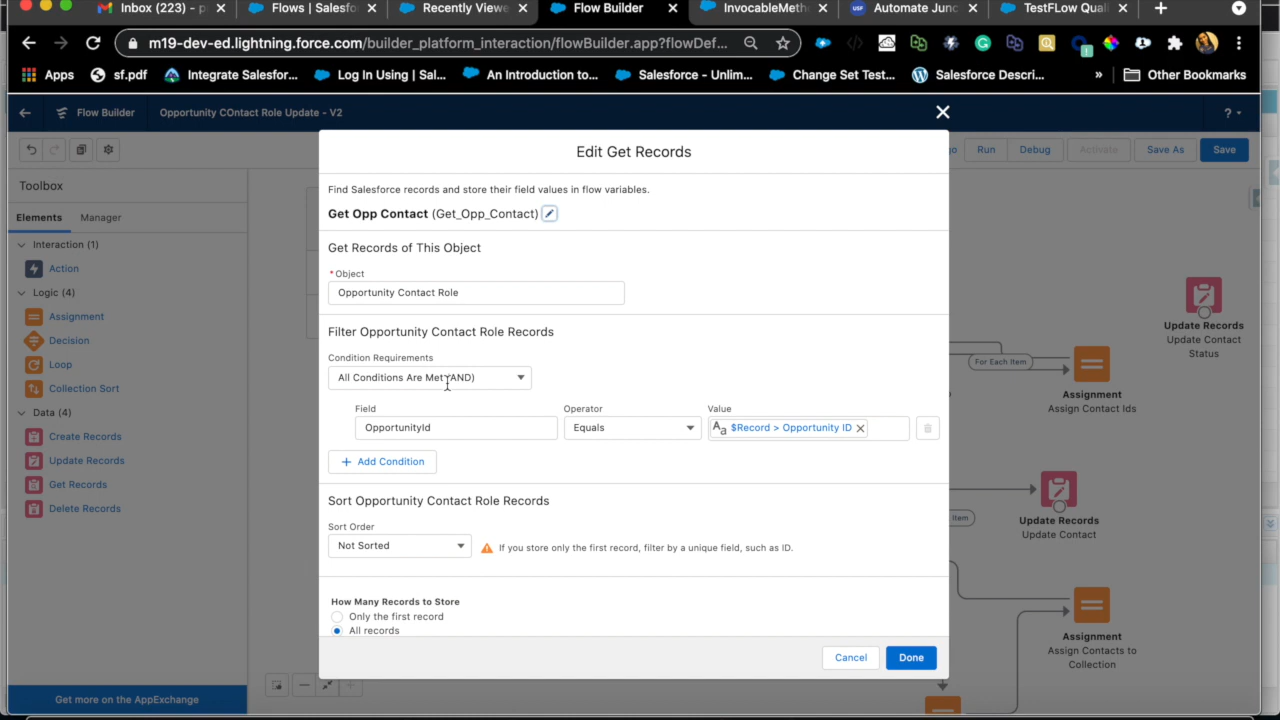 Inbox (223) - p
Flows | Salesfo
Recently Viewe
Flow Builder
InvocableMeth
Automate Junc
TestFLow Quali
m19-dev-ed.lightning.force.com/builder_platform_interaction/flowBuilder.app?flowDef...
Apps
sf.pdf
Integrate Salesfor...
Log In Using | Sal...
An Introduction to...
Salesforce - Unlim...
Change Set Test...
Salesforce Descri...
»
Other Bookmarks
Flow Builder
Opportunity COntact Role Update - V2
?
Run
Debug
Activate
Save As
Save
Toolbox
Elements
Manager
Interaction (1)
Action
Logic (4)
Assignment
Decision
Loop
Collection Sort
Data (4)
Create Records
Update Records
Get Records
Delete Records
Get more on the AppExchange
Edit Get Records
Find Salesforce records and store their field values in flow variables.
Get Opp Contact (Get_Opp_Contact)
Get Records of This Object
* Object
Opportunity Contact Role
Filter Opportunity Contact Role Records
Condition Requirements
All Conditions Are Met (AND)
Field
Operator
Value
OpportunityId
Equals
Aa $Record > Opportunity ID
+ Add Condition
Sort Opportunity Contact Role Records
Sort Order
Not Sorted
If you store only the first record, filter by a unique field, such as ID.
How Many Records to Store
Only the first record
All records
Cancel
Done
Update Records
Update Contact
Status
For Each Item
Assignment
Assign Contact Ids
Item
Update Records
Update Contact
Assignment
Assign Contacts to
Collection